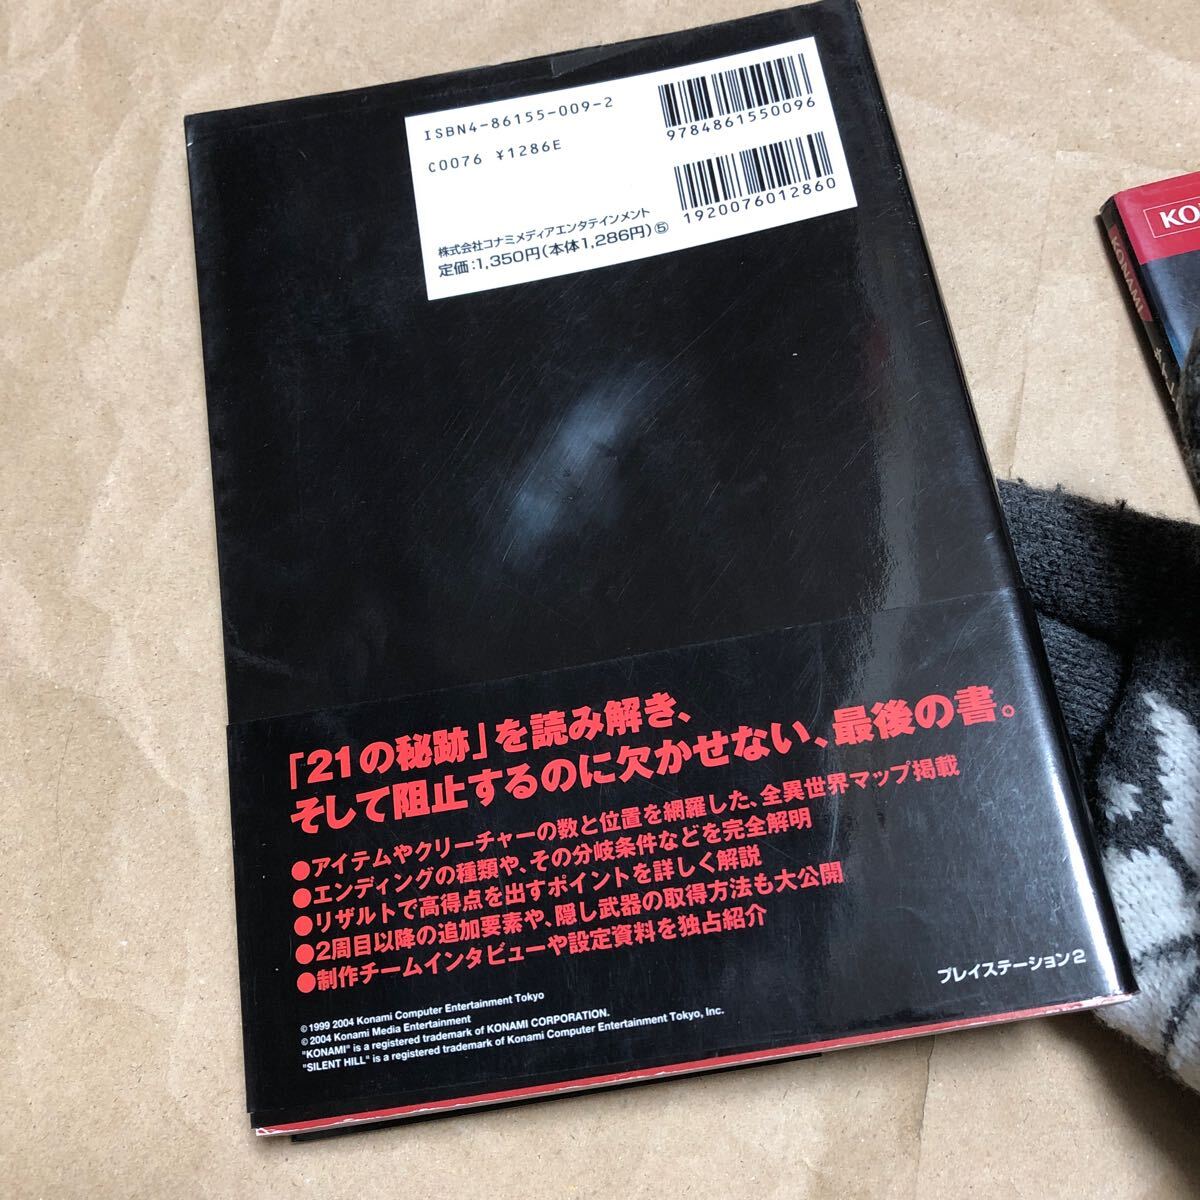 ISBN4-86155-009-2
C0076 ¥1286E
9784861550096
1920076012860
株式会社コナミメディアエンタテインメント
定価:1,350円(本体1,286円)⑤
「21の秘跡」を読み解き、
そして阻止するのに欠かせない、最後の書。
●アイテムやクリーチャーの数と位置を網羅した、全異世界マップ掲載
●エンディングの種類や、その分岐条件などを完全解明
●リザルトで高得点を出すポイントを詳しく解説
●2周目以降の追加要素や、隠し武器の取得方法も大公開
●制作チームインタビューや設定資料を独占紹介
プレイステーション2
©1999 2004 Konami Computer Entertainment Tokyo
©2004 Konami Media Entertainment
"KONAMI" is a registered trademark of KONAMI CORPORATION.
"SILENT HILL" is a registered trademark of Konami Computer Entertainment Tokyo, Inc.
KO
KONAMI